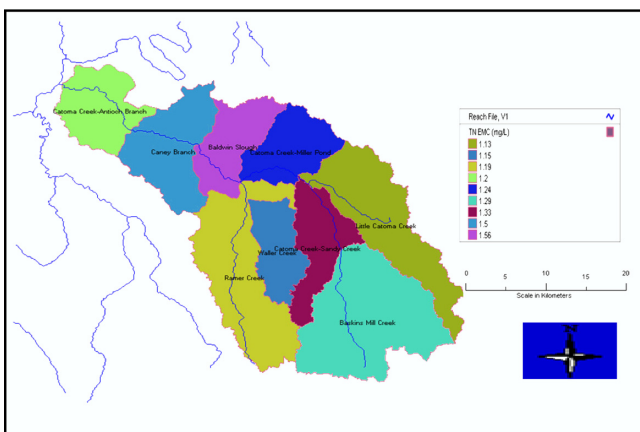 Catoma Creek-Antioch Branch
Caney Branch
Baldwin Slough
Catoma Creek-Miller Pond
Little Catoma Creek
Catoma Creek-Sandy Creek
Waller Creek
Ramer Creek
Baskins Mill Creek
Reach File, V1
TN EMC (mg/L)
1.13
1.15
1.19
1.2
1.24
1.29
1.33
1.5
1.56
0 5 10 15 20
Scale in Kilometers
N